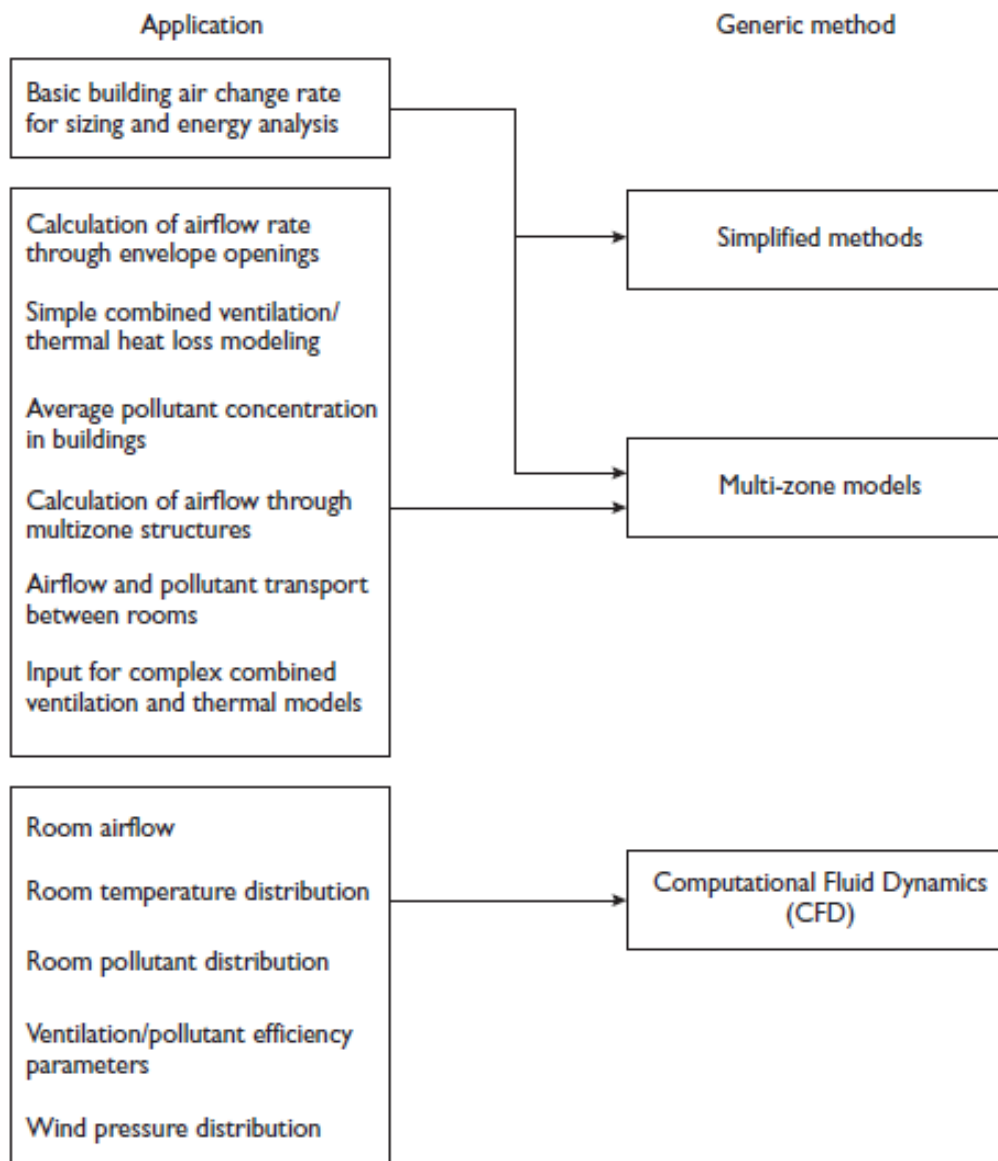 Application
Generic method
Basic building air change rate
for sizing and energy analysis
Calculation of airflow rate
through envelope openings
Simple combined ventilation/
thermal heat loss modeling
Average pollutant concentration
in buildings
Calculation of airflow through
multizone structures
Airflow and pollutant transport
between rooms
Input for complex combined
ventilation and thermal models
Room airflow
Room temperature distribution
Room pollutant distribution
Ventilation/pollutant efficiency
parameters
Wind pressure distribution
Simplified methods
Multi-zone models
Computational Fluid Dynamics
(CFD)